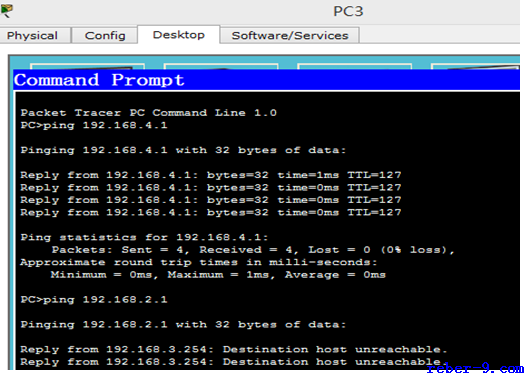 PC3
Physical Config Desktop Software/Services
Command Prompt
Packet Tracer PC Command Line 1.0
PC>ping 192.168.4.1
Pinging 192.168.4.1 with 32 bytes of data:
Reply from 192.168.4.1: bytes=32 time=1ms TTL=127
Reply from 192.168.4.1: bytes=32 time=0ms TTL=127
Reply from 192.168.4.1: bytes=32 time=0ms TTL=127
Reply from 192.168.4.1: bytes=32 time=0ms TTL=127
Ping statistics for 192.168.4.1:
Packets: Sent = 4, Received = 4, Lost = 0 (0% loss),
Approximate round trip times in milli-seconds:
Minimum = 0ms, Maximum = 1ms, Average = 0ms
PC>ping 192.168.2.1
Pinging 192.168.2.1 with 32 bytes of data:
Reply from 192.168.3.254: Destination host unreachable.
Reply from 192.168.3.254: Destination host unreachable.
reber-9.com